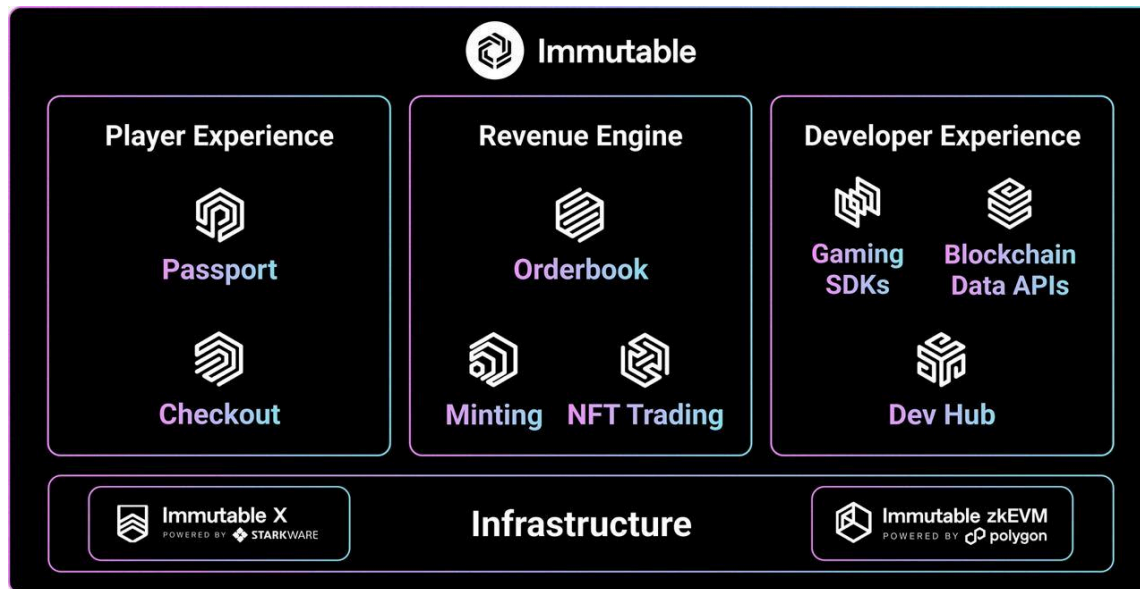 Immutable
Player Experience
Passport
Checkout
Revenue Engine
Orderbook
Minting
NFT Trading
Developer Experience
Gaming
SDKs
Blockchain
Data APIs
Dev Hub
Immutable X
POWERED BY STARKWARE
Infrastructure
Immutable zkEVM
POWERED BY polygon